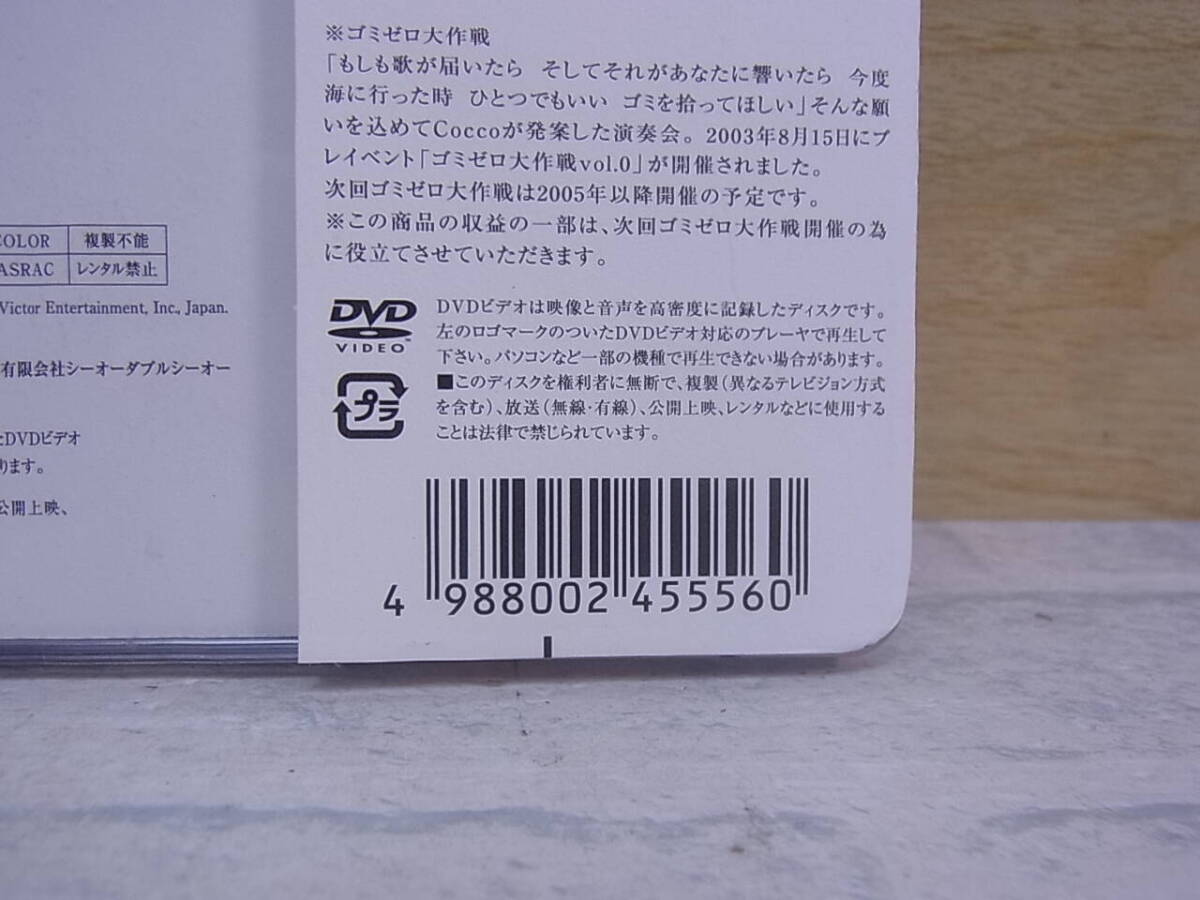 ※ゴミゼロ大作戦
「もしも歌が届いたら　そしてそれがあなたに響いたら　今度
海に行った時　ひとつでもいい　ゴミを拾ってほしい」そんな願
いを込めてCoccoが発案した演奏会。2003年8月15日にプ
レイベント「ゴミゼロ大作戦vol.0」が開催されました。
次回ゴミゼロ大作戦は2005年以降開催の予定です。
※この商品の収益の一部は、次回ゴミゼロ大作戦開催の為
に役立てさせていただきます。
COLOR 複製不能
JASRAC レンタル禁止
Victor Entertainment, Inc., Japan.
有限会社シーオーダブルシーオー
たDVDビデオ
ります。
公開上映、
DVD
VIDEO
DVDビデオは映像と音声を高密度に記録したディスクです。
左のロゴマークのついたDVDビデオ対応のプレーヤで再生して
下さい。パソコンなど一部の機種で再生できない場合があります。
■このディスクを権利者に無断で、複製（異なるテレビジョン方式
を含む）、放送（無線・有線）、公開上映、レンタルなどに使用する
ことは法律で禁じられています。
プラ
4 988002 455560